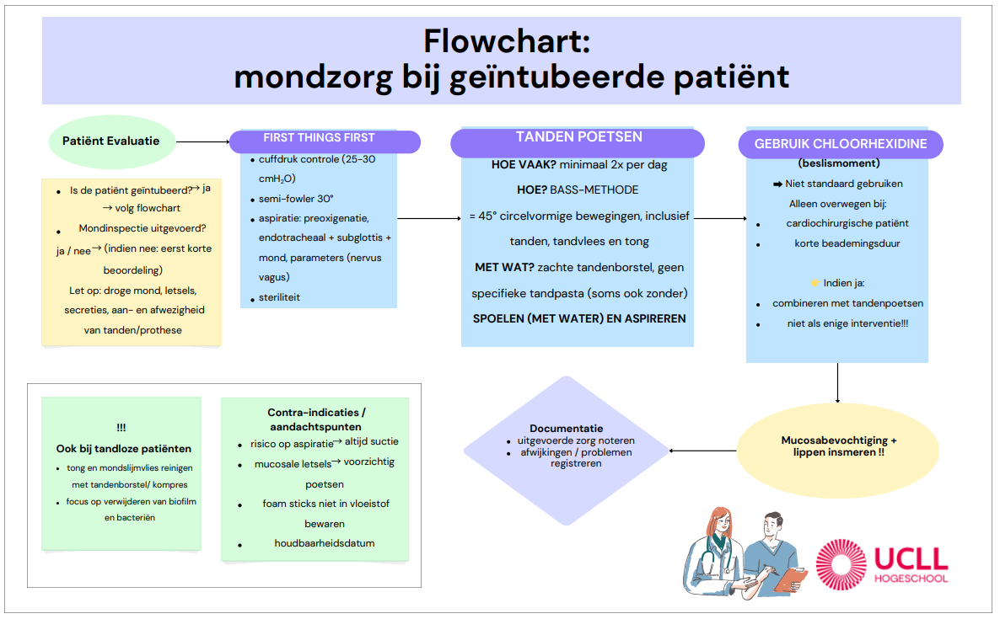 Flowchart:
mondzorg bij geïntubeerde patiënt
Patiënt Evaluatie
• Is de patiënt geïntubeerd?→ ja
→ volg flowchart
• Mondinspectie uitgevoerd?
ja / nee→ (indien nee: eerst korte
beoordeling)
Let op: droge mond, letsels,
secreties, aan- en afwezigheid
van tanden/prothese
FIRST THINGS FIRST
• cuffdruk controle (25-30
cmH₂O)
• semi-fowler 30°
• aspiratie: preoxigenatie,
endotracheaal + subglottis +
mond, parameters (nervus
vagus)
• steriliteit
TANDEN POETSEN
HOE VAAK? minimaal 2x per dag
HOE? BASS-METHODE
= 45° circelvormige bewegingen, inclusief
tanden, tandvlees en tong
MET WAT? zachte tandenborstel, geen
specifieke tandpasta (soms ook zonder)
SPOELEN (MET WATER) EN ASPIREREN
GEBRUIK CHLOORHEXIDINE
(beslismoment)
➡ Niet standaard gebruiken
Alleen overwegen bij:
• cardiochirurgische patiënt
• korte beademingsduur
👉 Indien ja:
• combineren met tandenpoetsen
• niet als enige interventie!!!
!!!
Ook bij tandloze patiënten
• tong en mondslijmvlies reinigen
met tandenborstel/ kompres
• focus op verwijderen van biofilm
en bacteriën
Contra-indicaties /
aandachtspunten
• risico op aspiratie→ altijd suctie
• mucosale letsels→ voorzichtig
poetsen
• foam sticks niet in vloeistof
bewaren
• houdbaarheidsdatum
Documentatie
• uitgevoerde zorg noteren
• afwijkingen / problemen
registreren
Mucosabevochtiging +
lippen insmeren !!
UCLL
HOGESCHOOL